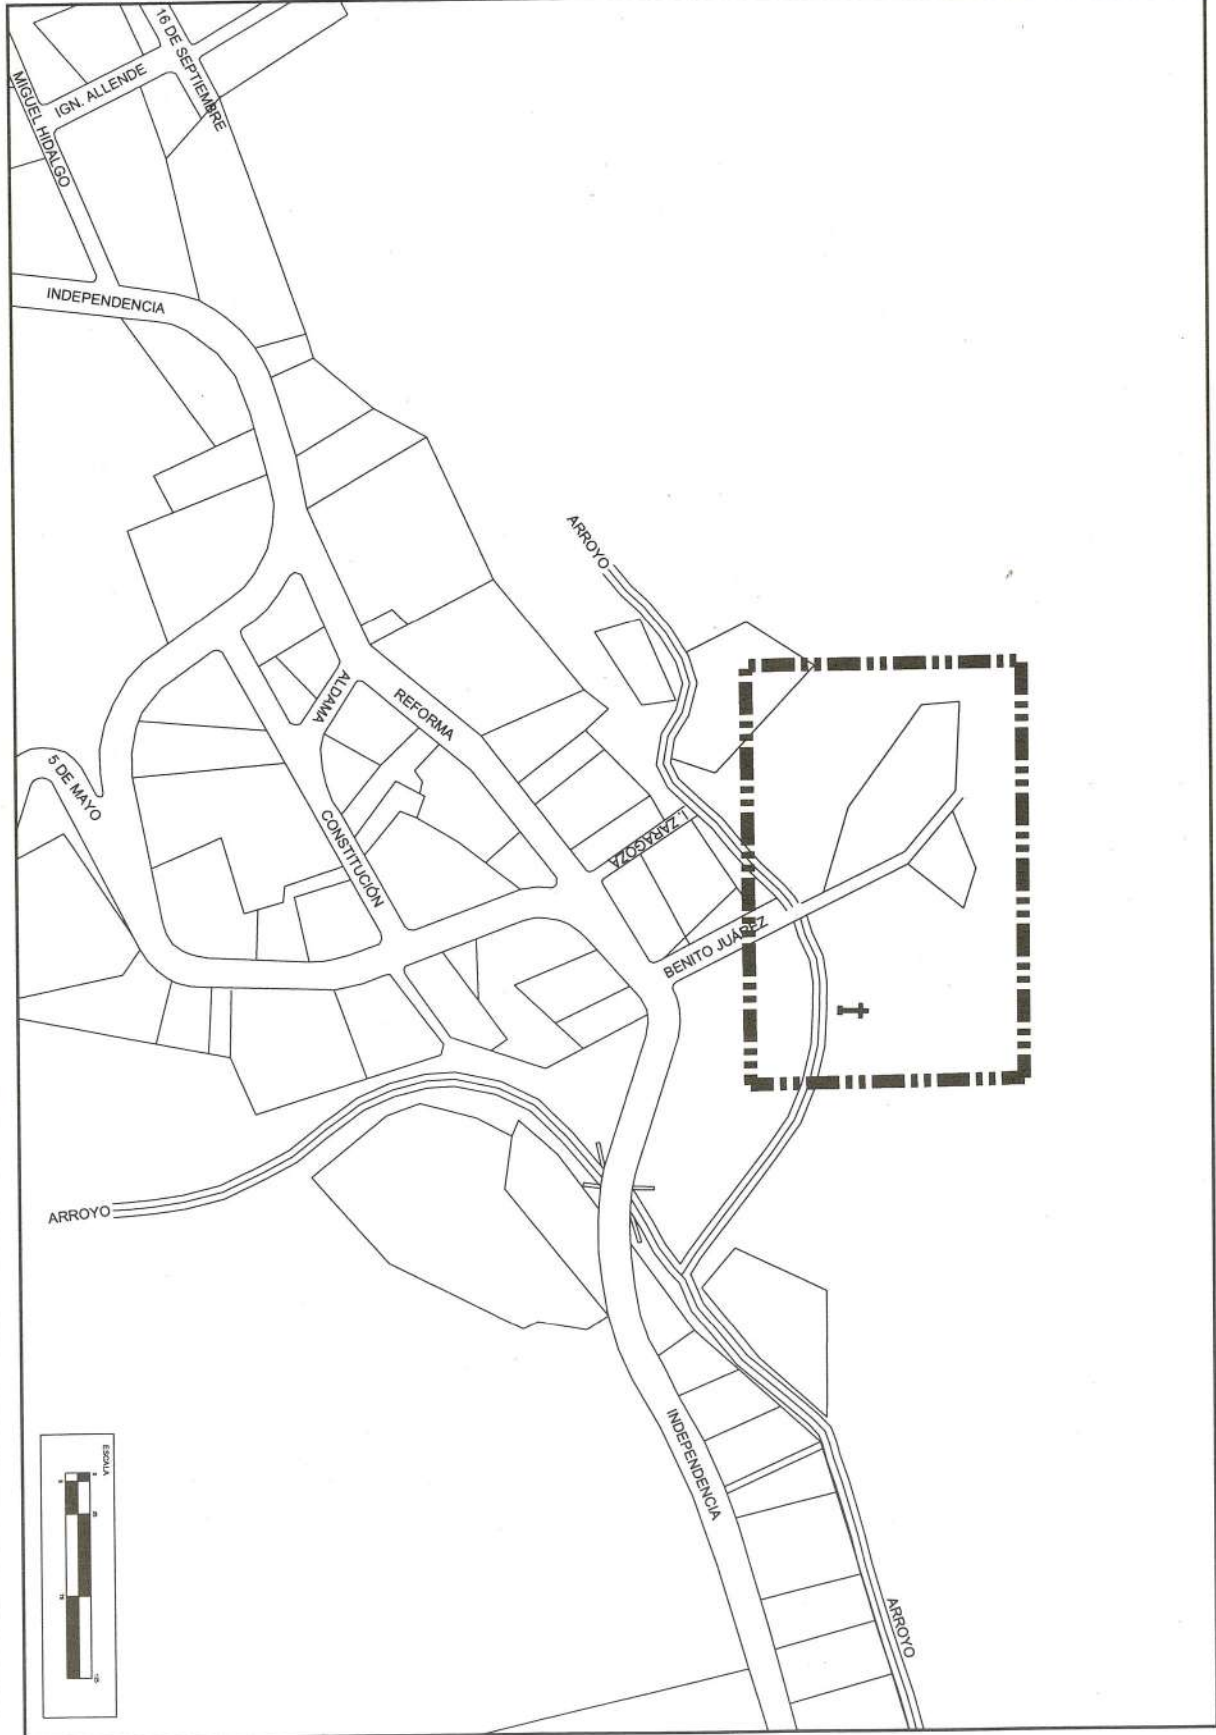 16 DE SEPTIEMBRE
IGN. ALLENDE
MIGUEL HIDALGO
INDEPENDENCIA
ARROYO
ALDAMA
REFORMA
5 DE MAYO
I. ZARAGOZA
CONSTITUCIÓN
BENITO JUÁREZ
ARROYO
INDEPENDENCIA
ESCALA
ARROYO